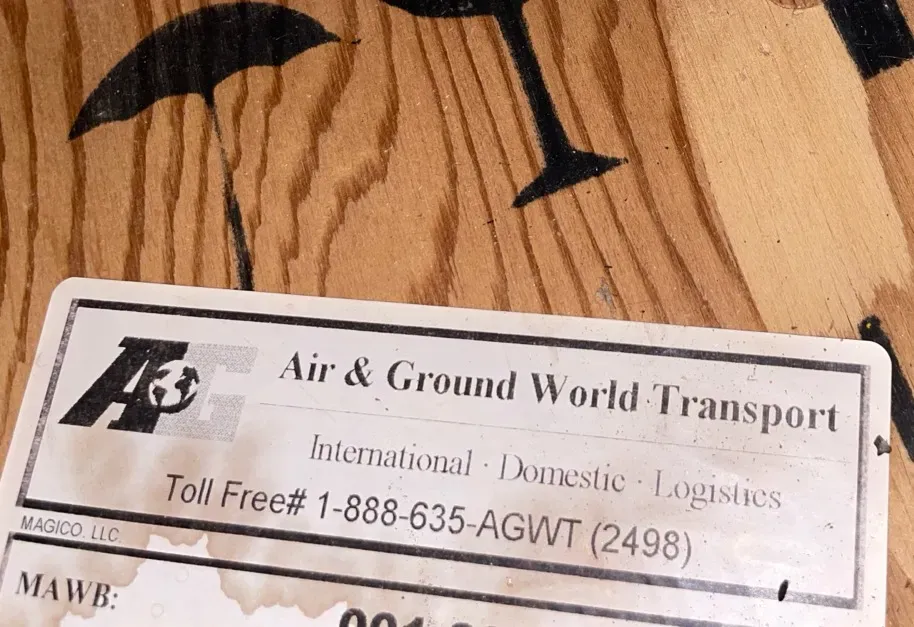 AG
Air & Ground World Transport
International · Domestic · Logistics
Toll Free# 1-888-635-AGWT (2498)
MAGICO, LLC.
MAWB: